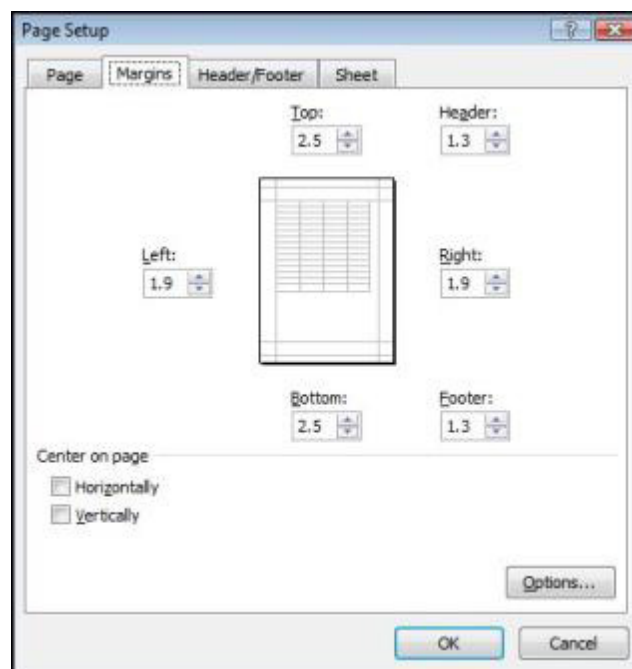 Page Setup
Page Margins Header/Footer Sheet
Top: Header:
2.5 1.3
Left: Right:
1.9 1.9
Bottom: Footer:
2.5 1.3
Center on page
Horizontally
Vertically
Options...
OK Cancel